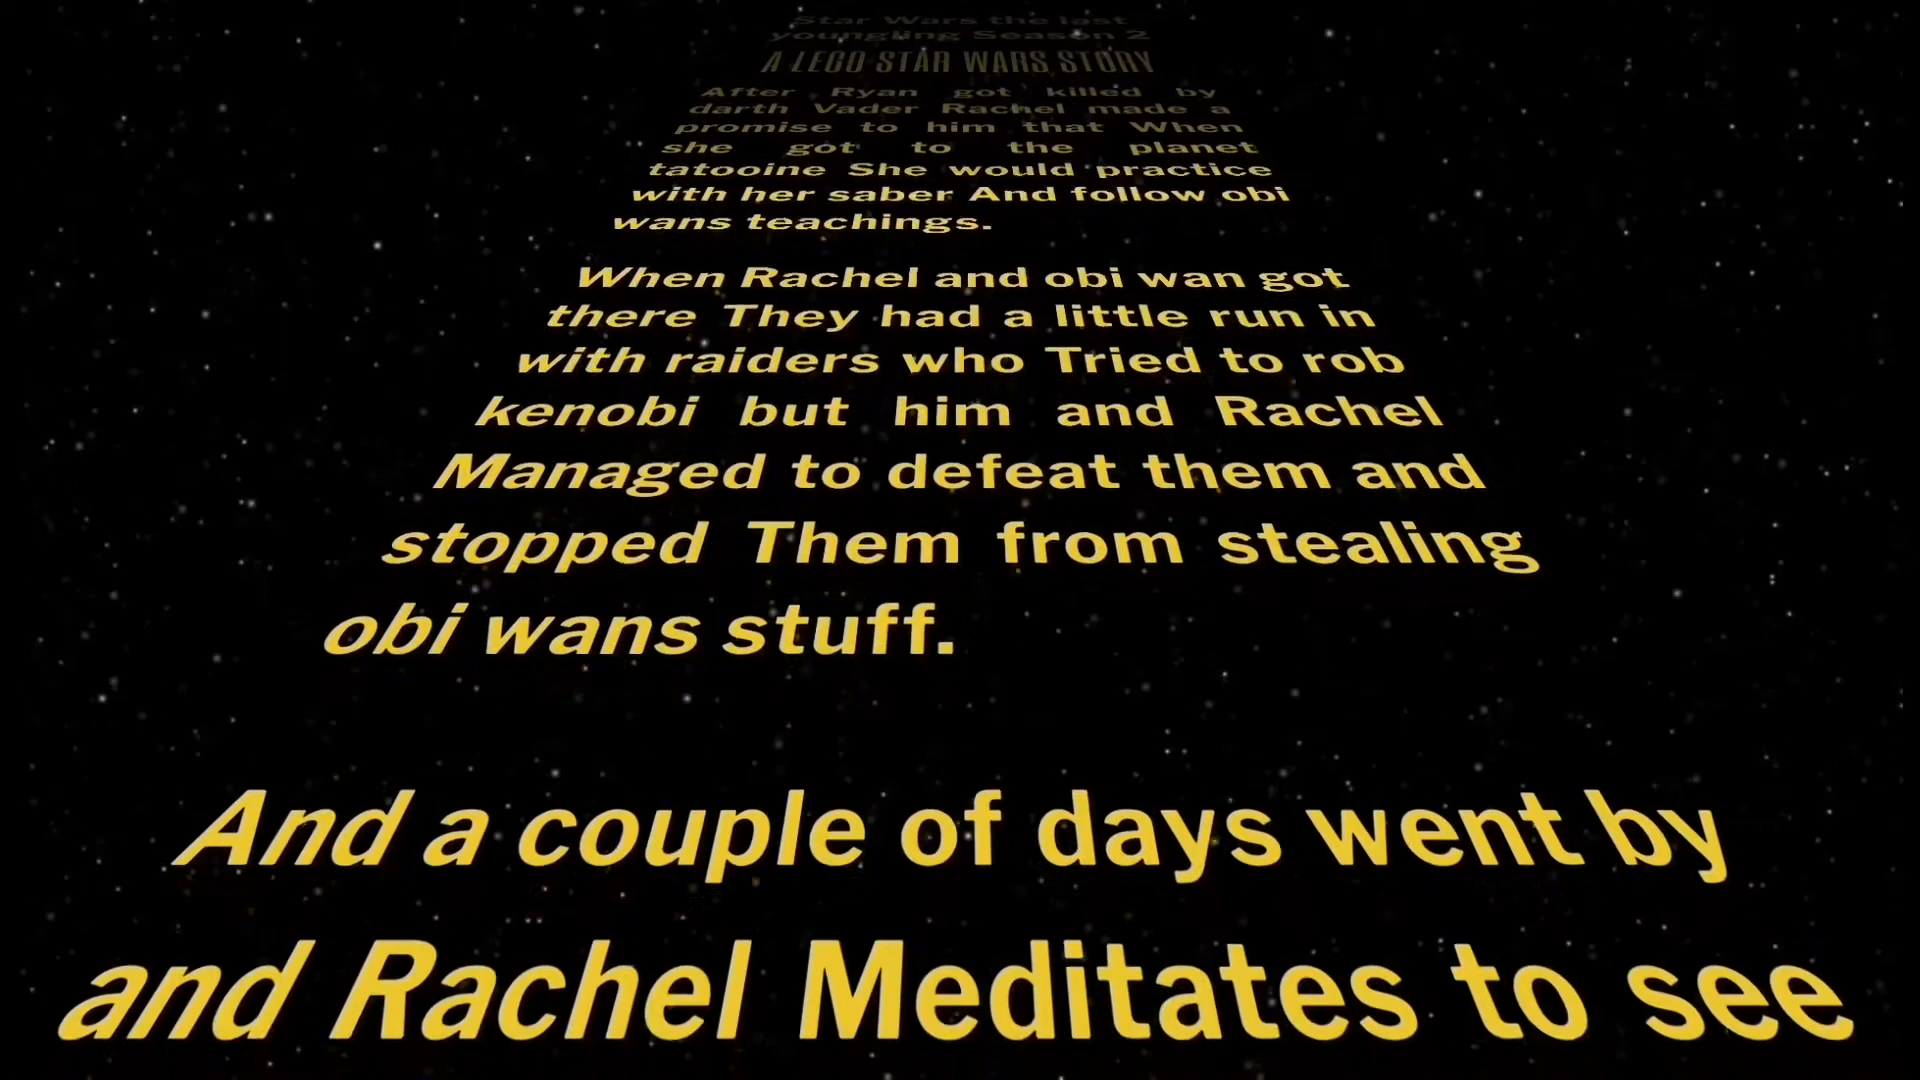 Star Wars the last
youngling Season 2
A LEGO STAR WARS STORY
After Ryan got killed by
darth Vader Rachel made a
promise to him that When
she got to the planet
tatooine She would practice
with her saber And follow obi
wans teachings.
When Rachel and obi wan got
there They had a little run in
with raiders who Tried to rob
kenobi but him and Rachel
Managed to defeat them and
stopped Them from stealing
obi wans stuff.
And a couple of days went by
and Rachel Meditates to see